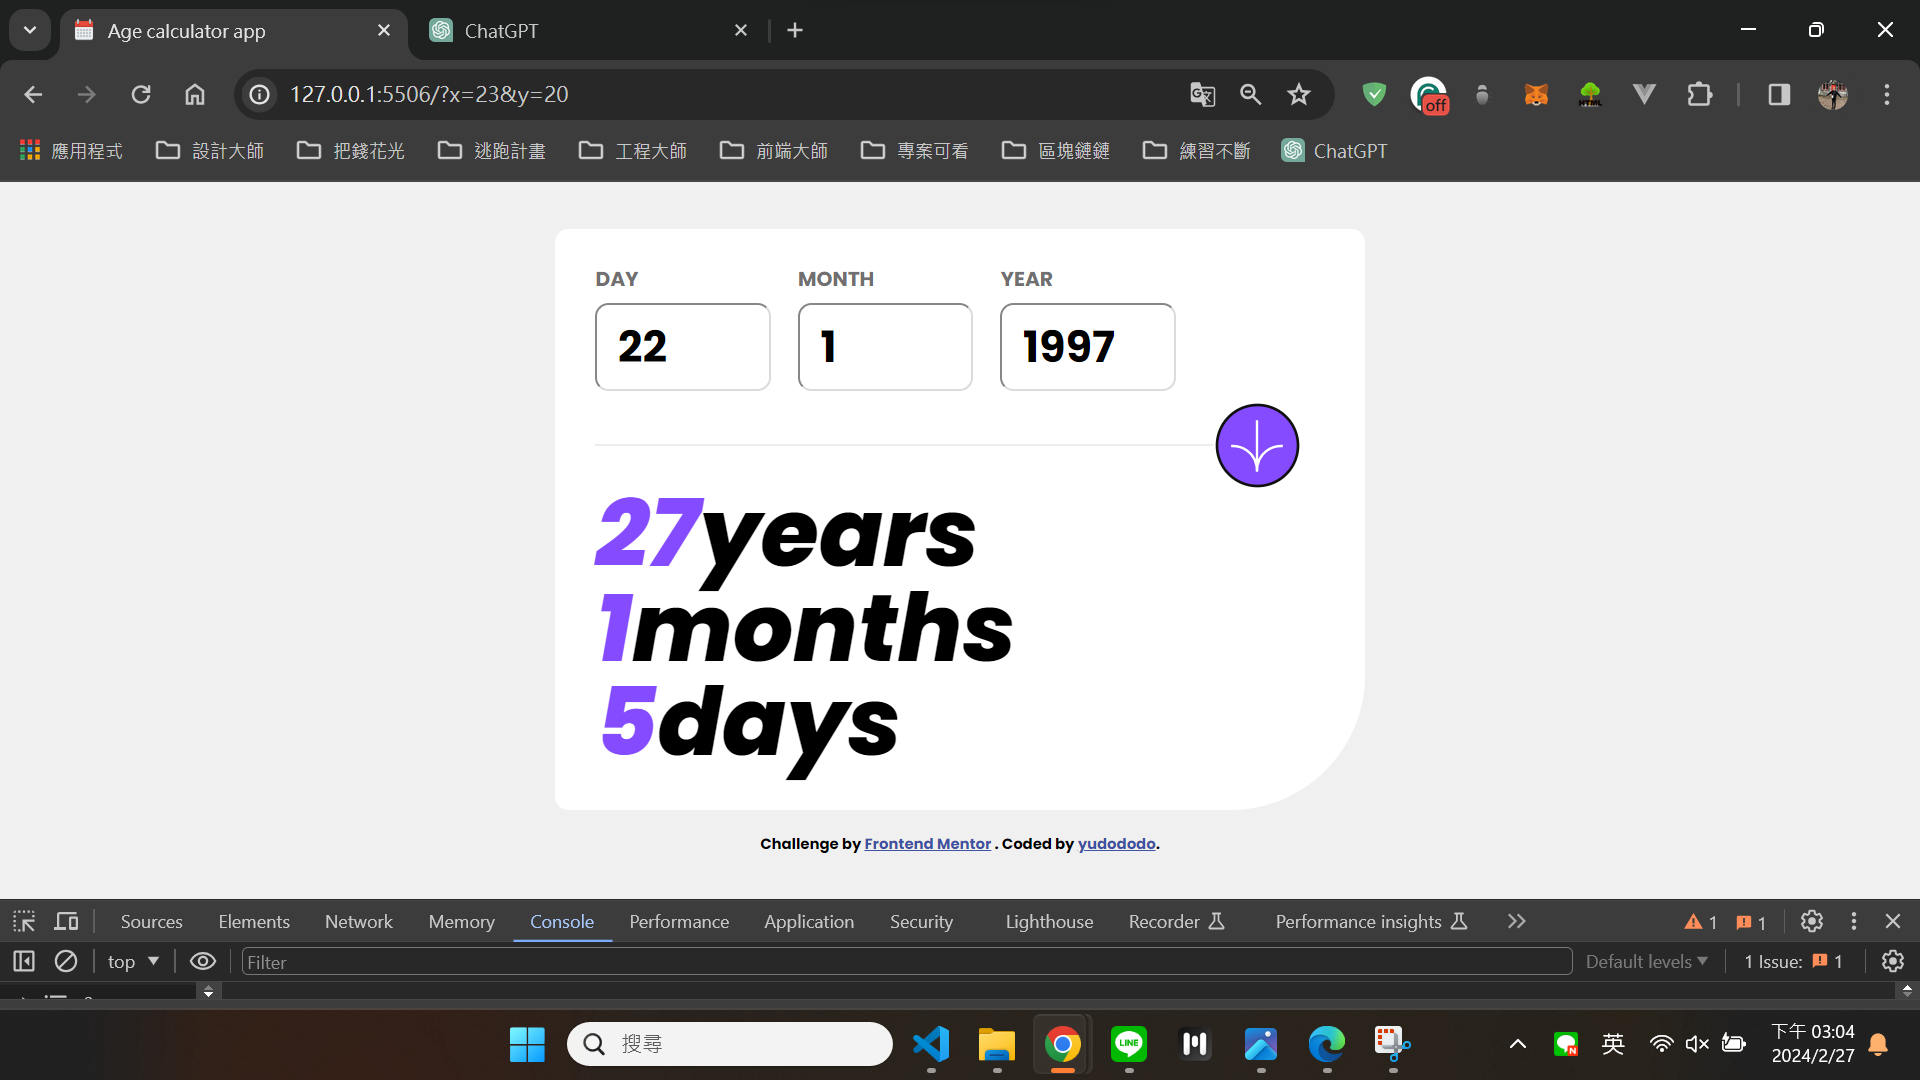 Age calculator app
ChatGPT
127.0.0.1:5506/?x=23&y=20
off
HTML
應用程式
設計大師
把錢花光
逃跑計畫
工程大師
前端大師
專案可看
區塊鏈鏈
練習不斷
ChatGPT
DAY MONTH YEAR
22 1 1997
27years
1months
5days
Challenge by Frontend Mentor . Coded by yudododo.
Sources Elements Network Memory Console Performance Application Security Lighthouse Recorder Performance insights 1 1
top Filter Default levels 1 Issue: 1
搜尋
LINE
N
英
下午 03:04
2024/2/27